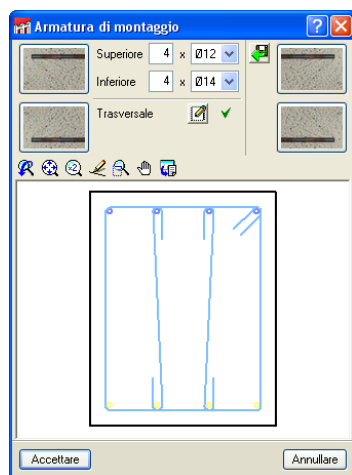 Armatura di montaggio
Superiore 4 x Ø12
Inferiore 4 x Ø14
Trasversale
Accettare Annullare